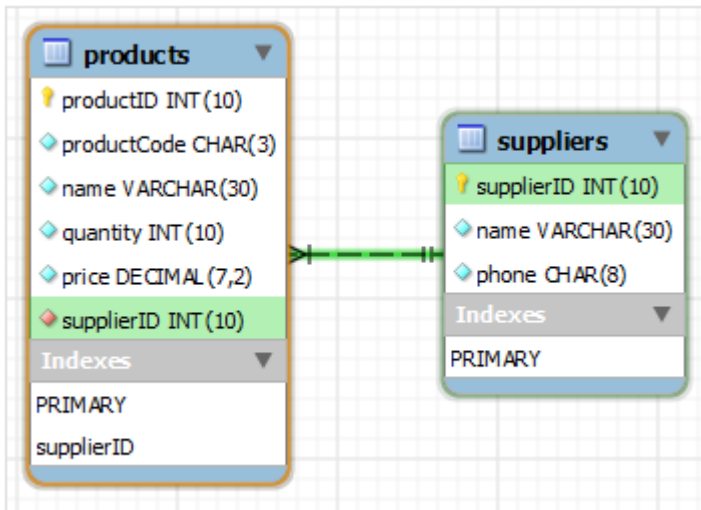 products
productID INT(10)
productCode CHAR(3)
name VARCHAR(30)
quantity INT(10)
price DECIMAL(7,2)
supplierID INT(10)
Indexes
PRIMARY
supplierID
suppliers
supplierID INT(10)
name VARCHAR(30)
phone CHAR(8)
Indexes
PRIMARY